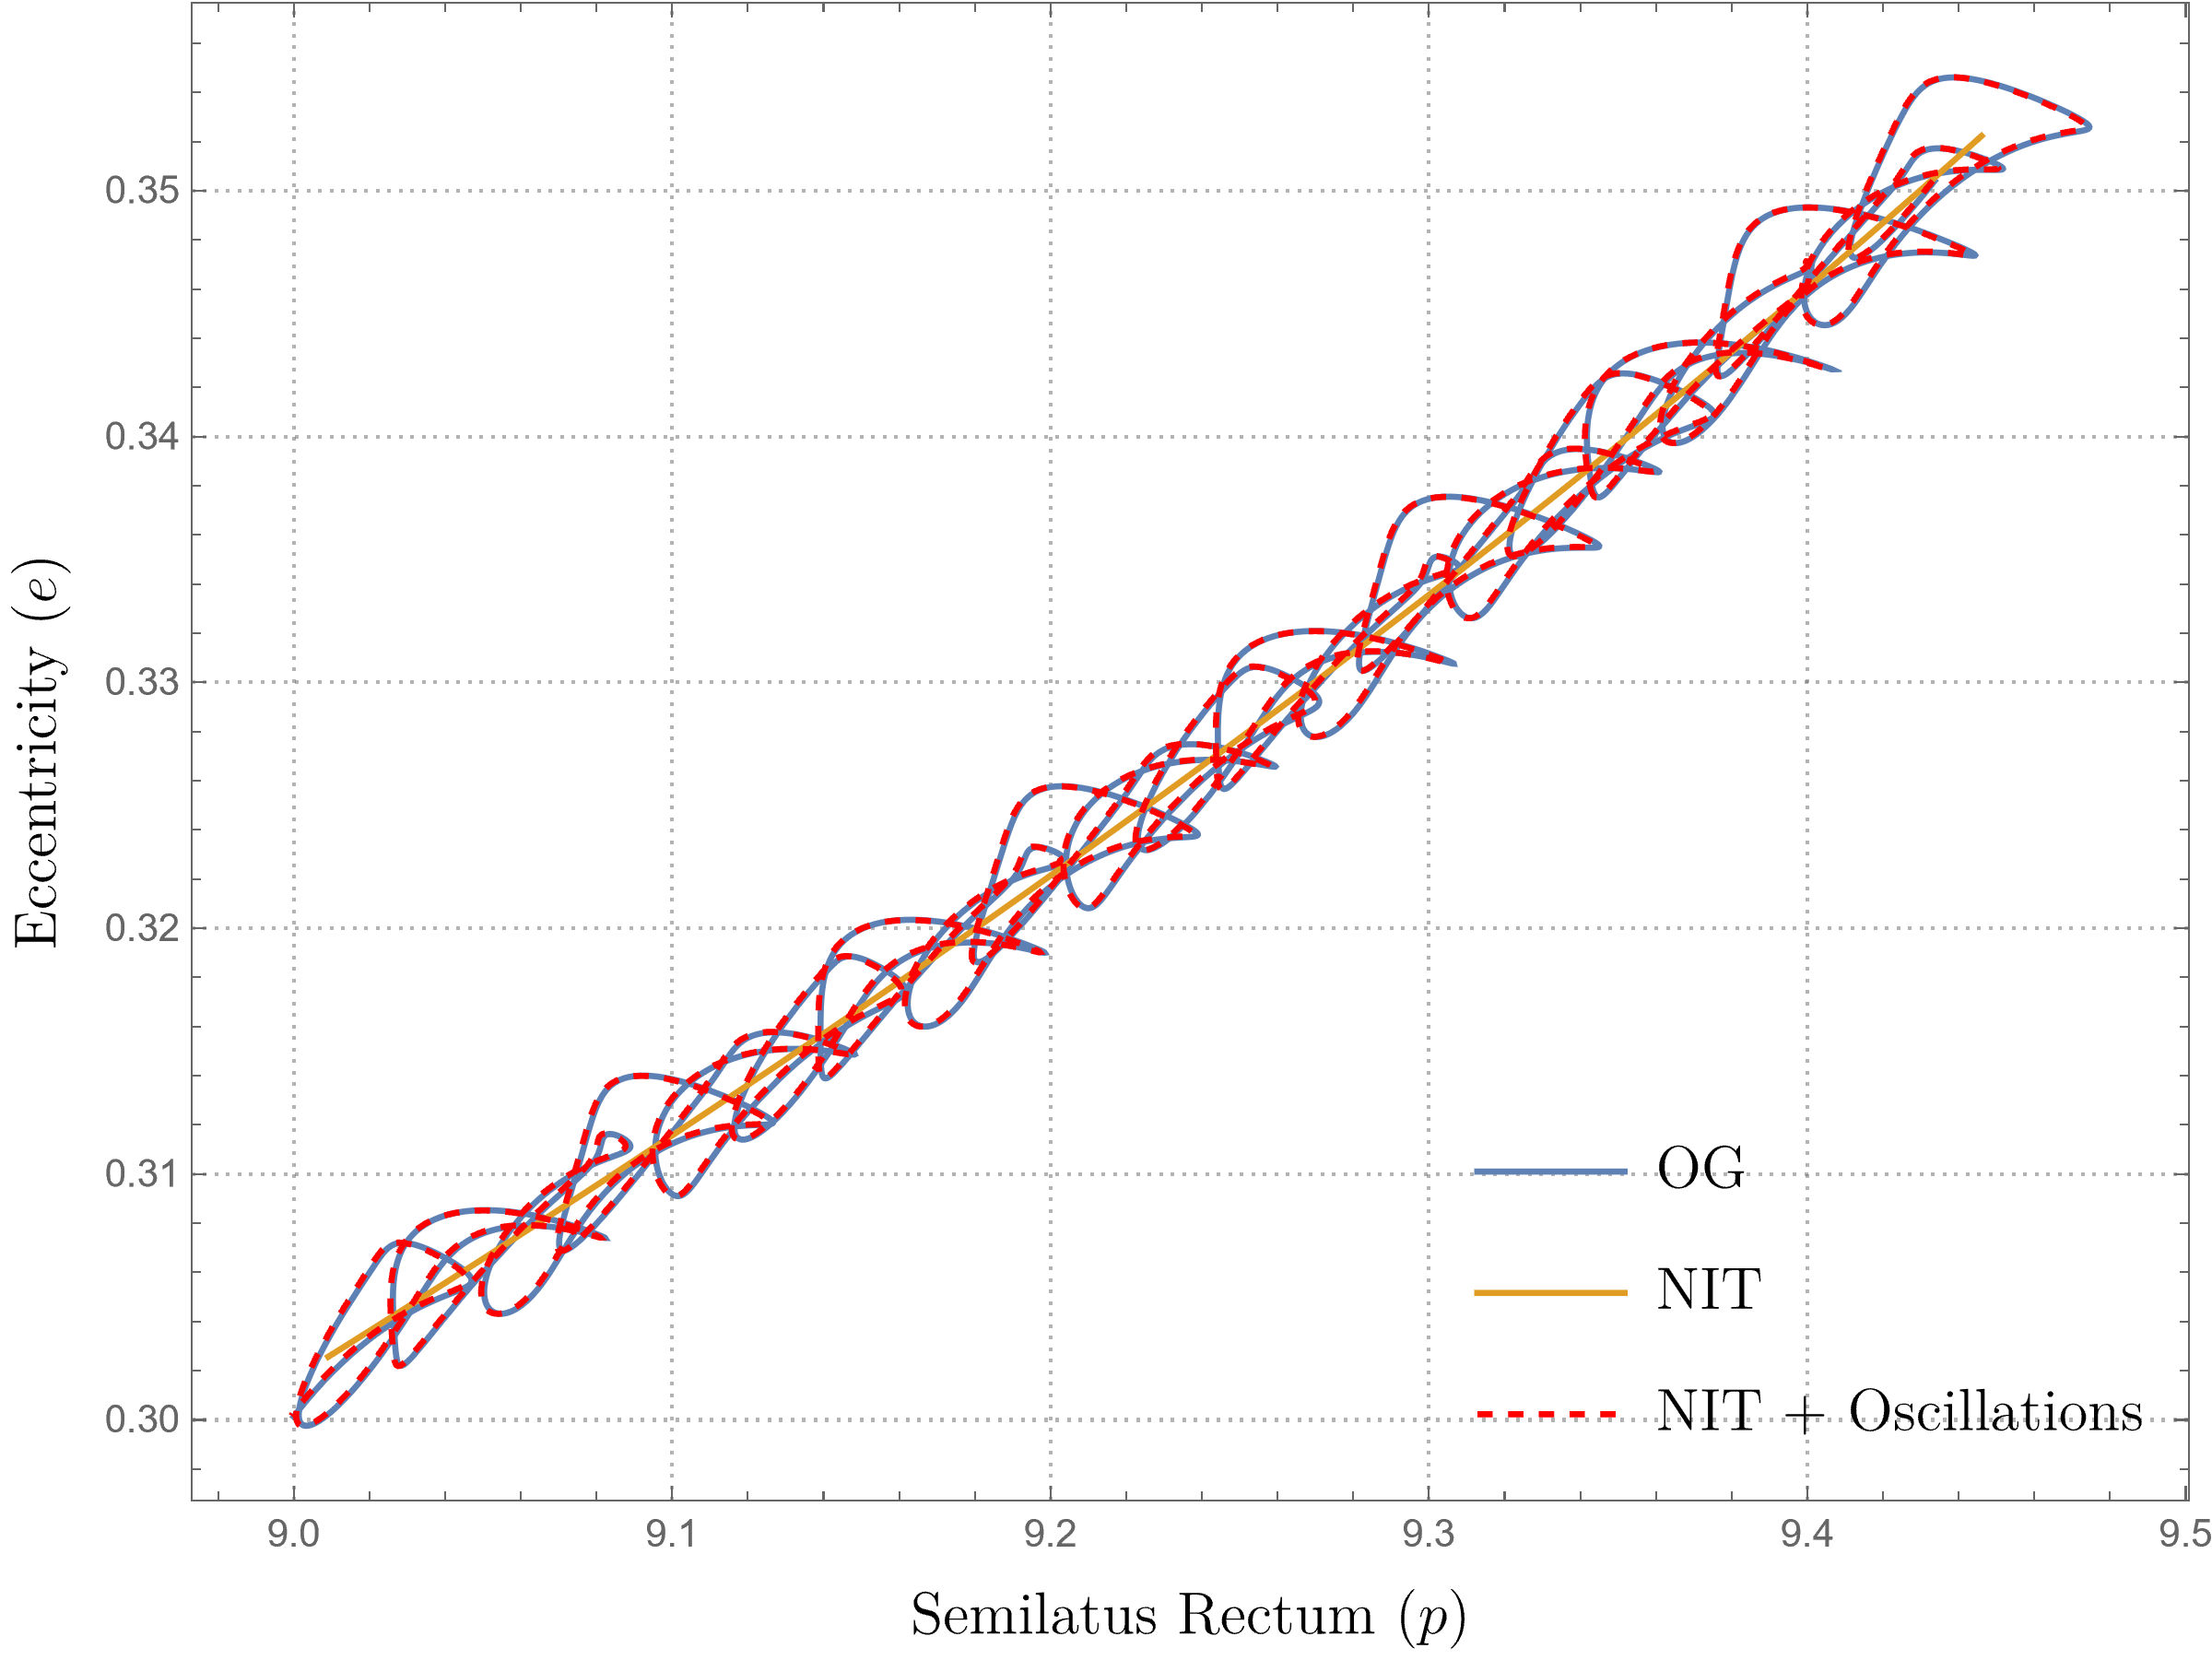 Eccentricity (e)
0.35
0.34
0.33
0.32
0.31
0.30
OG
NIT
NIT + Oscillations
9.0 9.1 9.2 9.3 9.4 9.5
Semilatus Rectum (p)